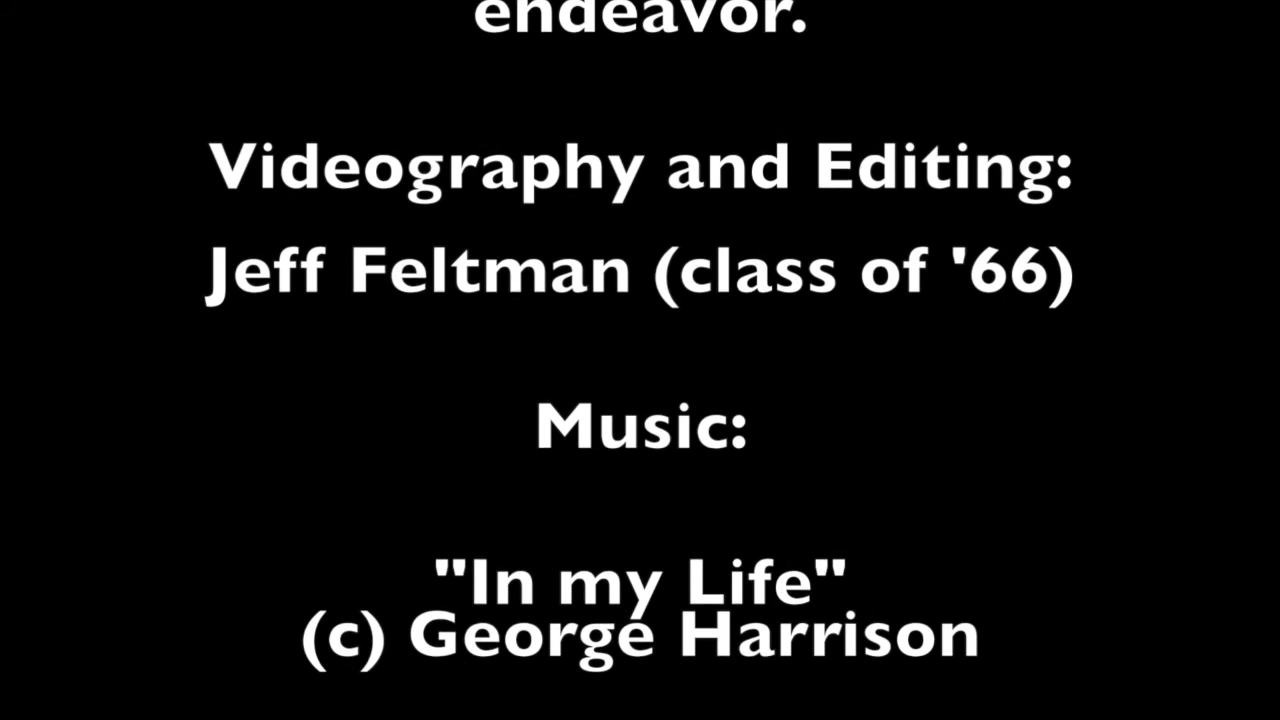 endeavor.
Videography and Editing:
Jeff Feltman (class of '66)
Music:
"In my Life"
(c) George Harrison